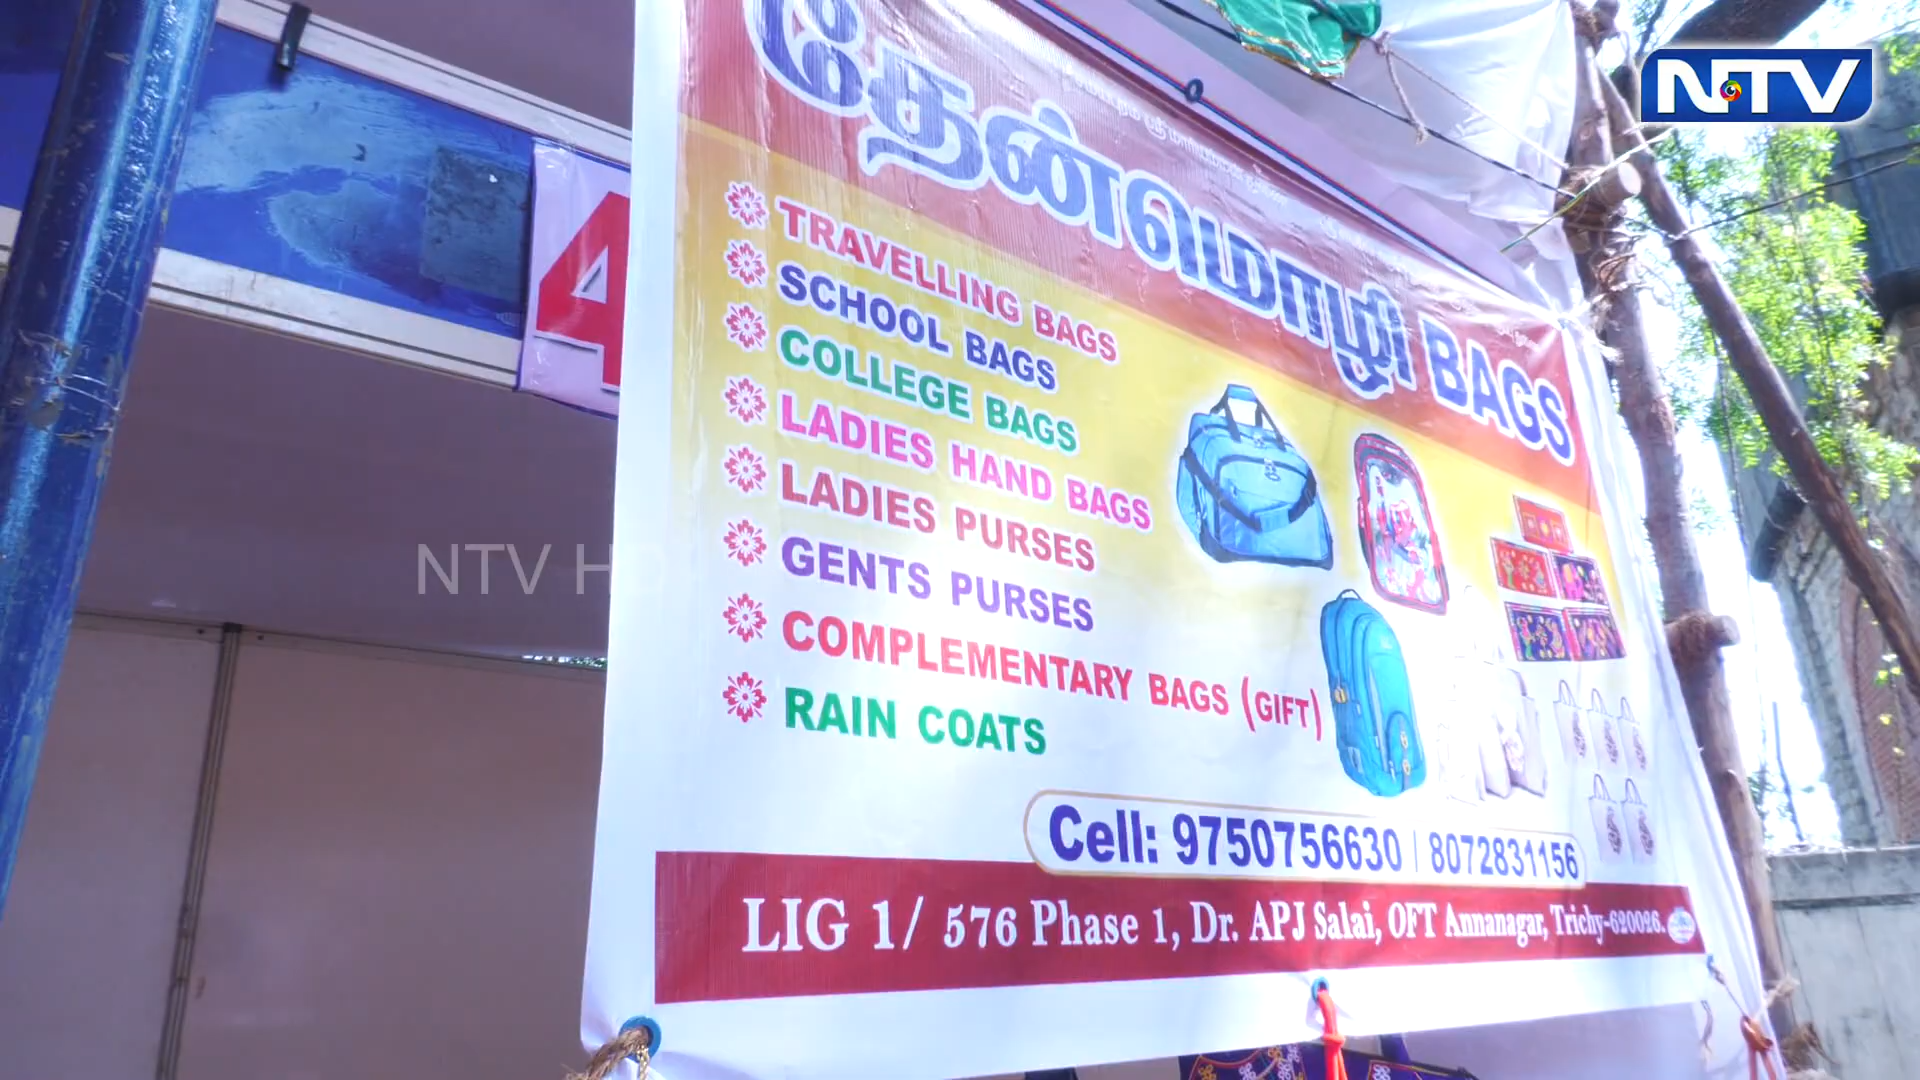 NTV
தேன்மொழி BAGS
4
TRAVELLING BAGS
SCHOOL BAGS
COLLEGE BAGS
LADIES HAND BAGS
LADIES PURSES
GENTS PURSES
COMPLEMENTARY BAGS (GIFT)
RAIN COATS
NTV HD
Cell: 9750756630 | 8072831156
LIG 1/ 576 Phase 1, Dr. APJ Salai, OFT Annanagar, Trichy-620026.